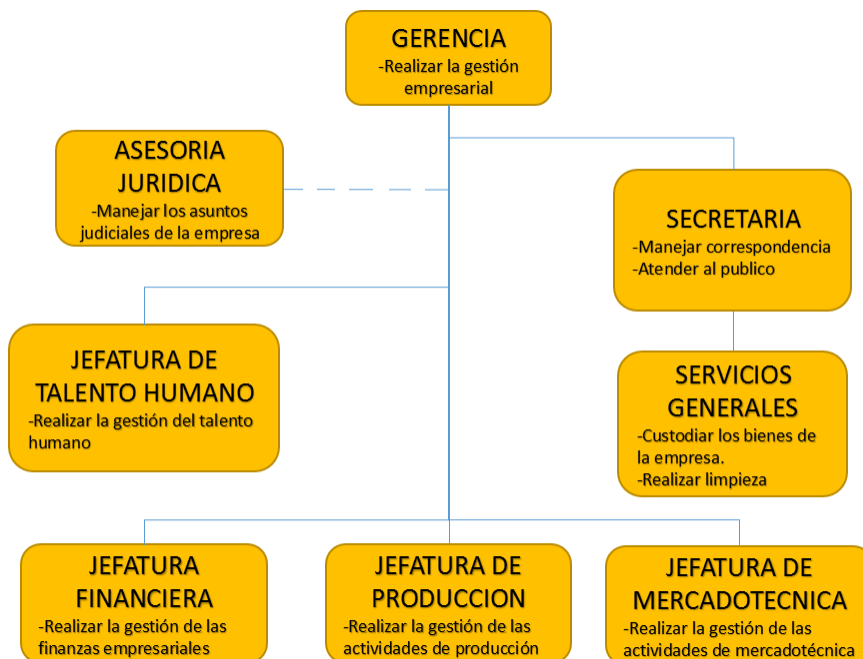 GERENCIA
-Realizar la gestión
empresarial
ASESORIA
JURIDICA
-Manejar los asuntos
judiciales de la empresa
SECRETARIA
-Manejar correspondencia
-Atender al publico
JEFATURA DE
TALENTO HUMANO
-Realizar la gestión del talento
humano
SERVICIOS
GENERALES
-Custodiar los bienes de
la empresa.
-Realizar limpieza
JEFATURA
FINANCIERA
-Realizar la gestión de las
finanzas empresariales
JEFATURA DE
PRODUCCION
-Realizar la gestión de las
actividades de producción
JEFATURA DE
MERCADOTECNICA
-Realizar la gestión de las
actividades de mercadotécnica